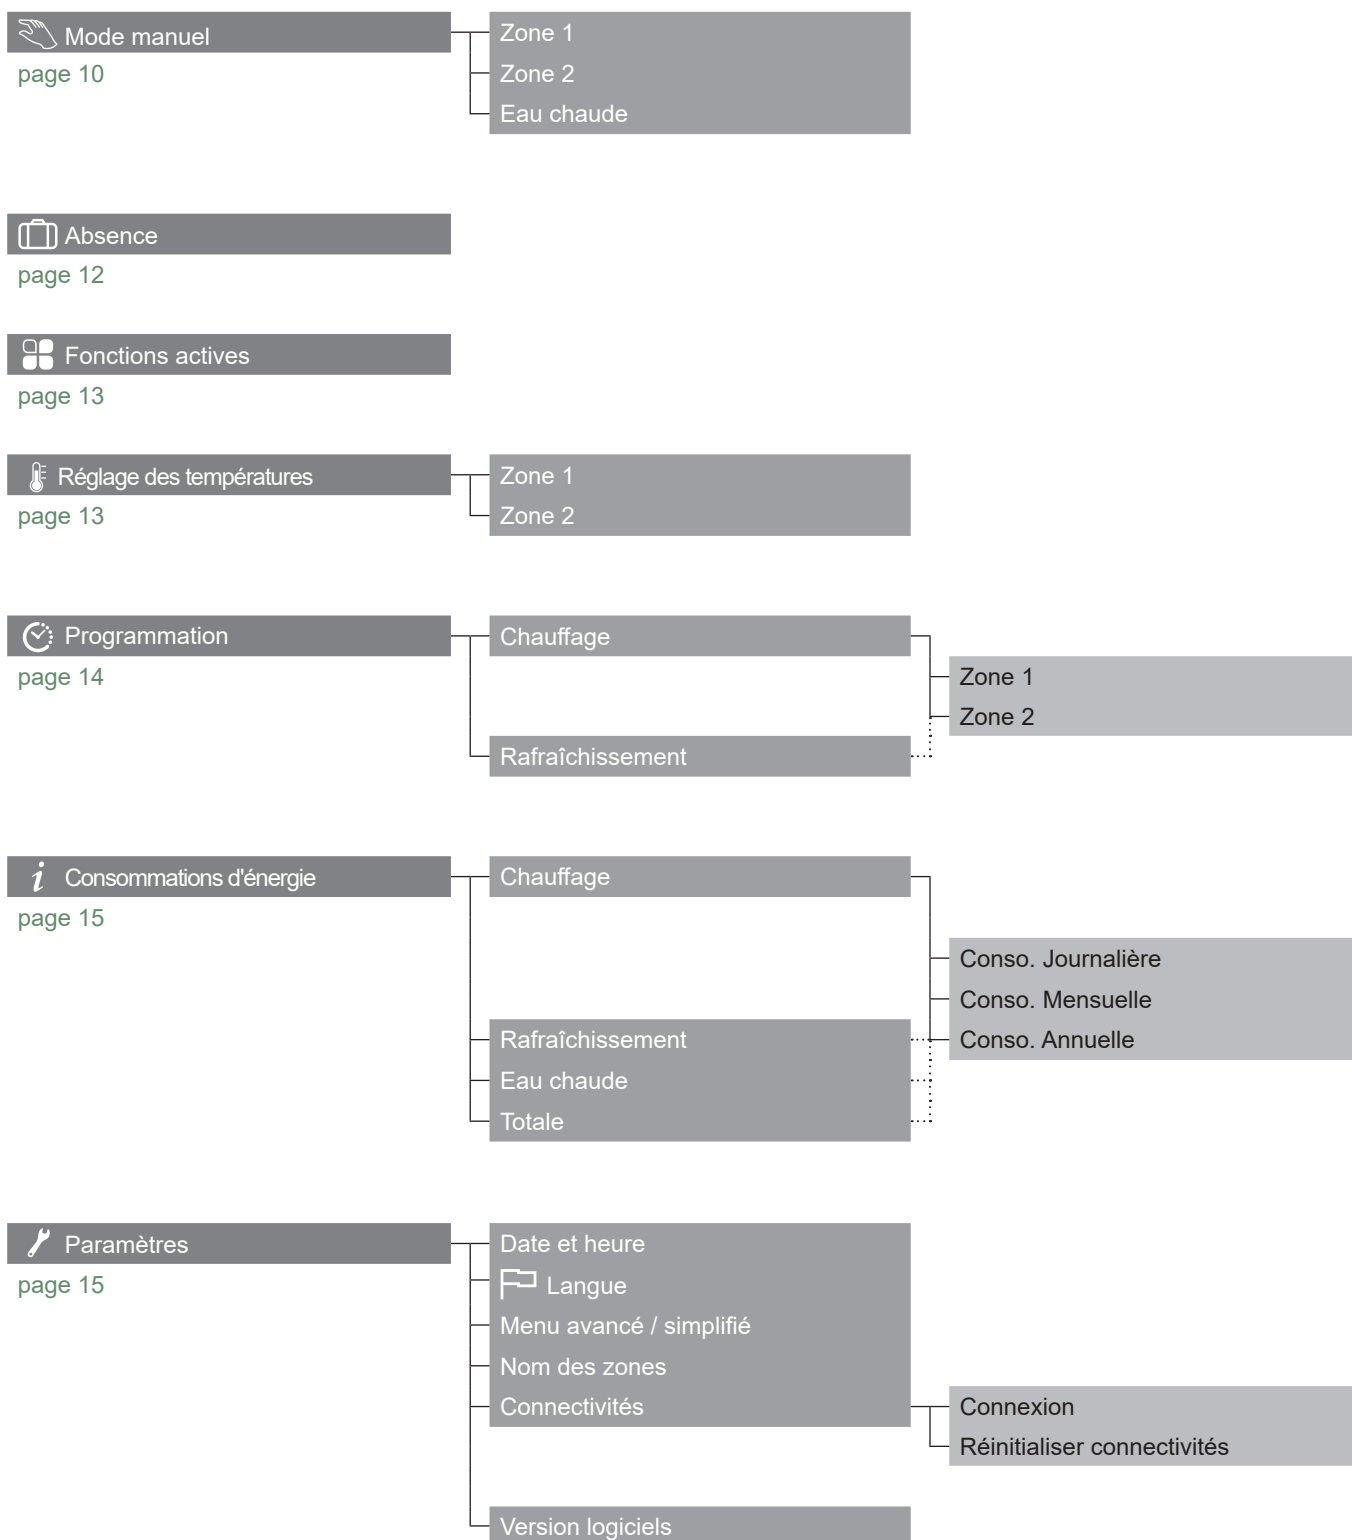 Mode manuel
page 10
Zone 1
Zone 2
Eau chaude
Absence
page 12
Fonctions actives
page 13
Réglage des températures
page 13
Zone 1
Zone 2
Programmation
page 14
Chauffage
Zone 1
Zone 2
Rafraîchissement
i Consommations d'énergie
page 15
Chauffage
Conso. Journalière
Conso. Mensuelle
Conso. Annuelle
Rafraîchissement
Eau chaude
Totale
Paramètres
page 15
Date et heure
Langue
Menu avancé / simplifié
Nom des zones
Connectivités
Connexion
Réinitialiser connectivités
Version logiciels